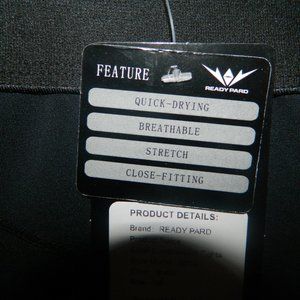 FEATURE
READY PARD
QUICK-DRYING
BREATHABLE
STRETCH
CLOSE-FITTING
PRODUCT DETAILS:
Brand: READY PARD